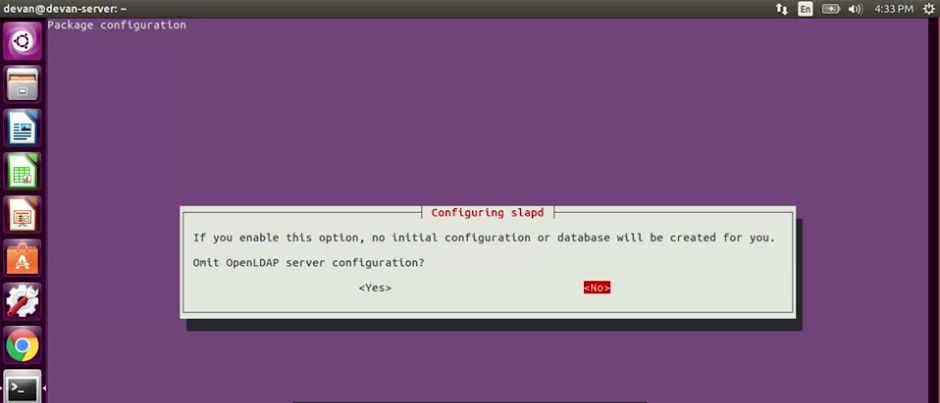 devan@devan-server: ~
En
4:33 PM
Package configuration
Configuring slapd
If you enable this option, no initial configuration or database will be created for you.
Omit OpenLDAP server configuration?
<Yes>
<No>